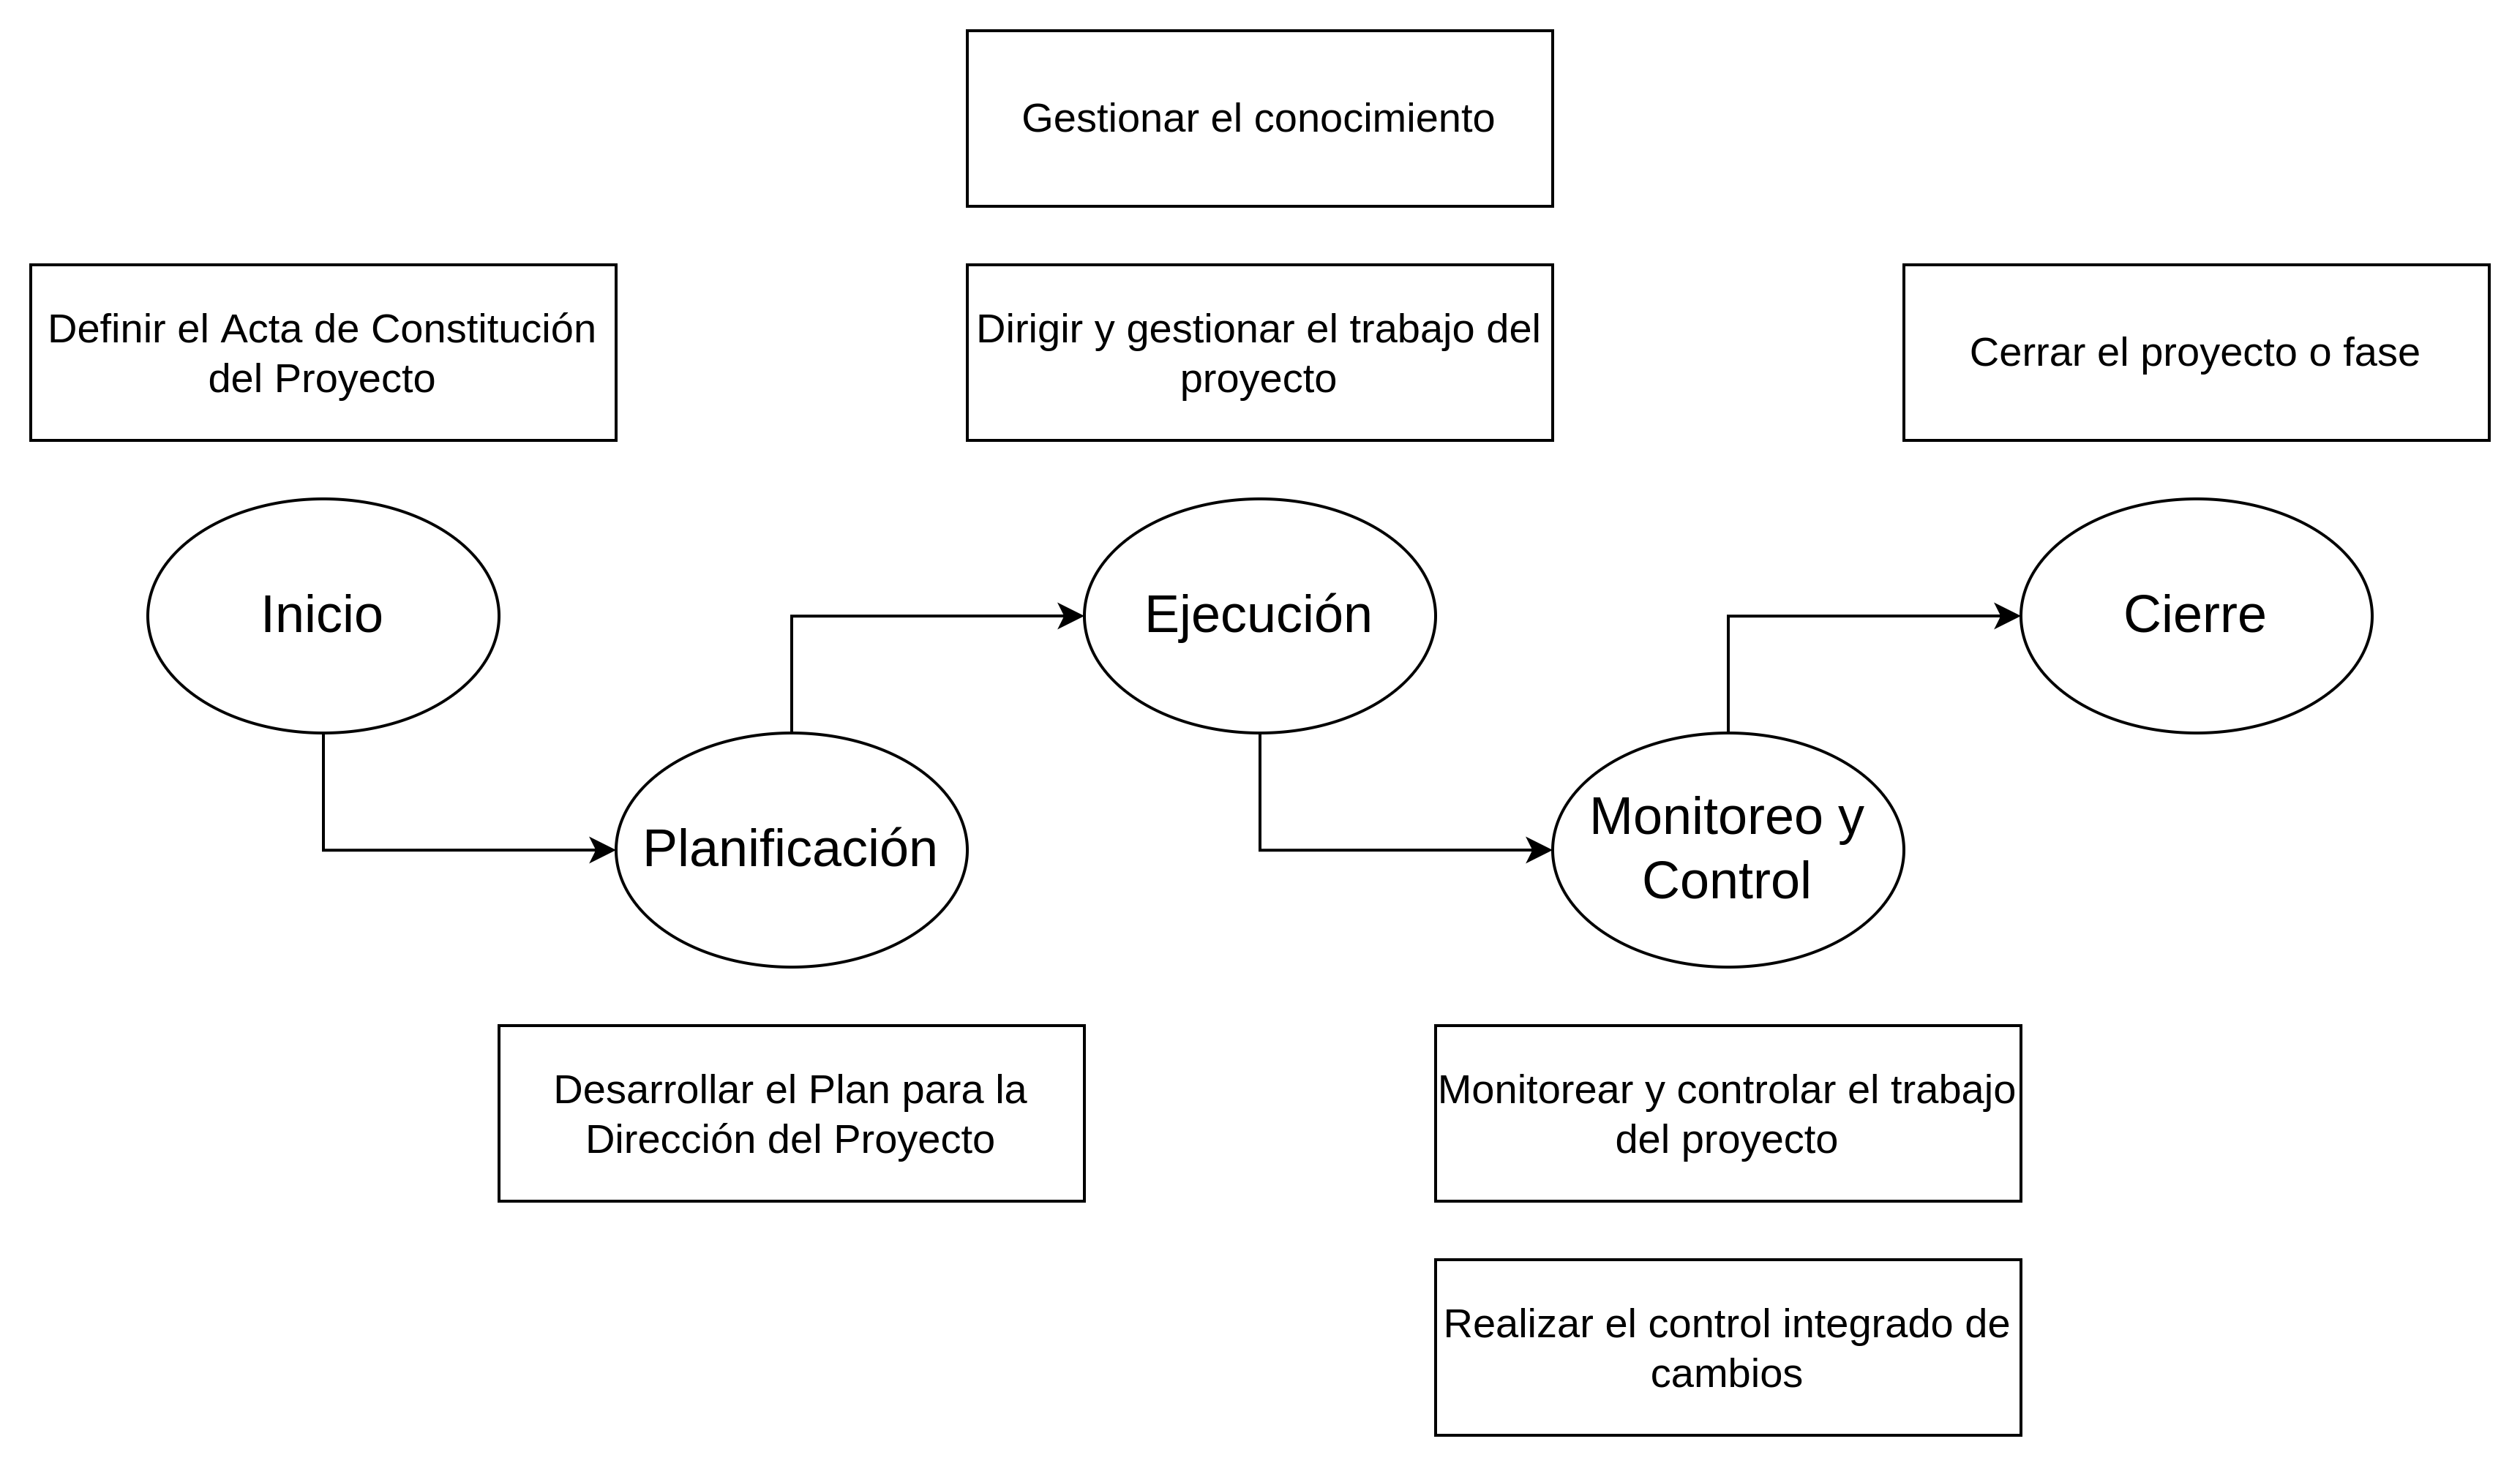 Gestionar el conocimiento
Definir el Acta de Constitución
del Proyecto
Dirigir y gestionar el trabajo del
proyecto
Cerrar el proyecto o fase
Inicio
Ejecución
Cierre
Planificación
Monitoreo y
Control
Desarrollar el Plan para la
Dirección del Proyecto
Monitorear y controlar el trabajo
del proyecto
Realizar el control integrado de
cambios